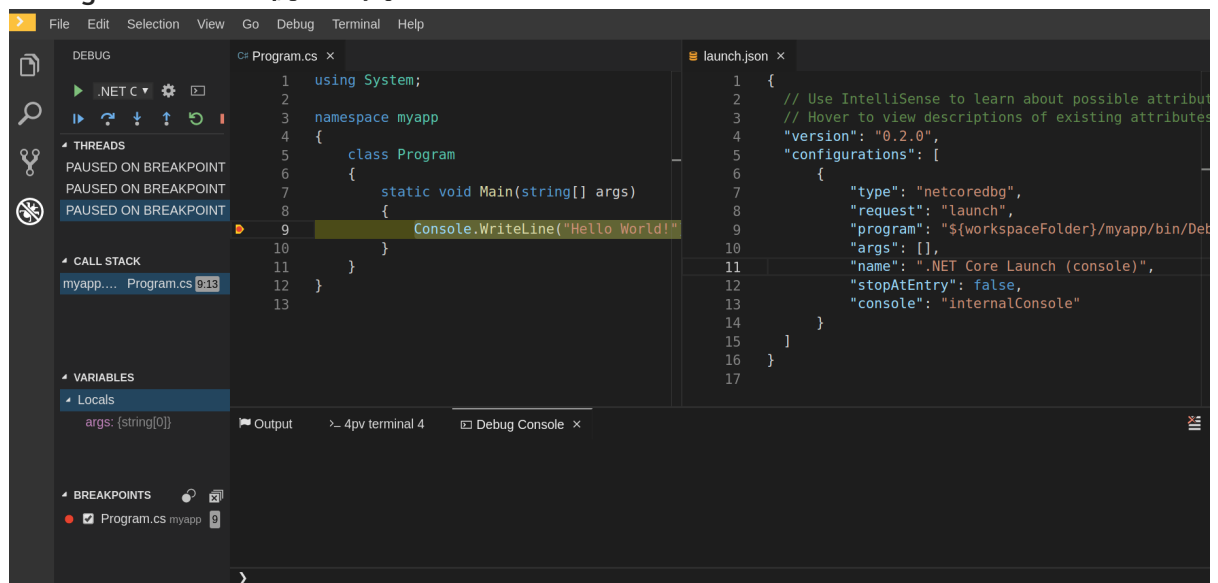 File Edit Selection View Go Debug Terminal Help
DEBUG
.NET C
THREADS
PAUSED ON BREAKPOINT
PAUSED ON BREAKPOINT
PAUSED ON BREAKPOINT
CALL STACK
myapp.... Program.cs 9:13
VARIABLES
Locals
args: {string[0]}
BREAKPOINTS
Program.cs myapp 9
C# Program.cs ×
1 using System;
2
3 namespace myapp
4 {
5 class Program
6 {
7 static void Main(string[] args)
8 {
9 Console.WriteLine("Hello World!"
10 }
11 }
12 }
13
launch.json ×
1 {
2 // Use IntelliSense to learn about possible attribut
3 // Hover to view descriptions of existing attributes
4 "version": "0.2.0",
5 "configurations": [
6 {
7 "type": "netcoredbg",
8 "request": "launch",
9 "program": "${workspaceFolder}/myapp/bin/Deb
10 "args": [],
11 "name": ".NET Core Launch (console)",
12 "stopAtEntry": false,
13 "console": "internalConsole"
14 }
15 ]
16 }
17
Output >_ 4pv terminal 4 Debug Console ×
❯